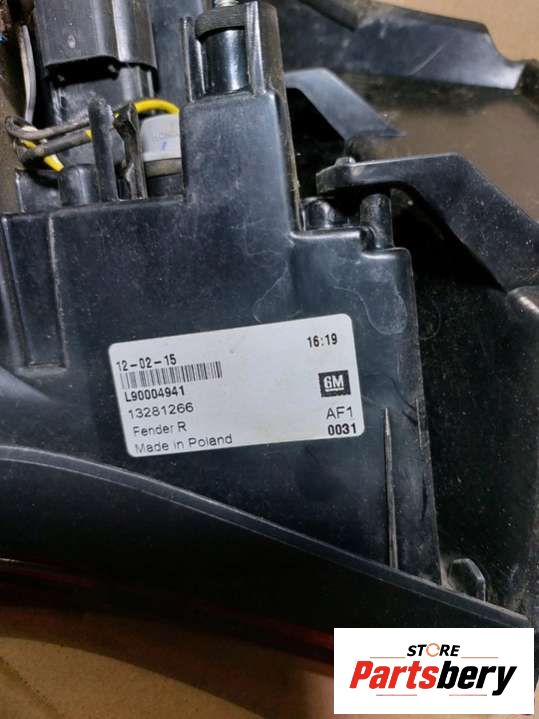 12-02-15
16:19
L90004941
GM
13281266
AF1
Fender R
0031
Made in Poland
STORE
Partsbery